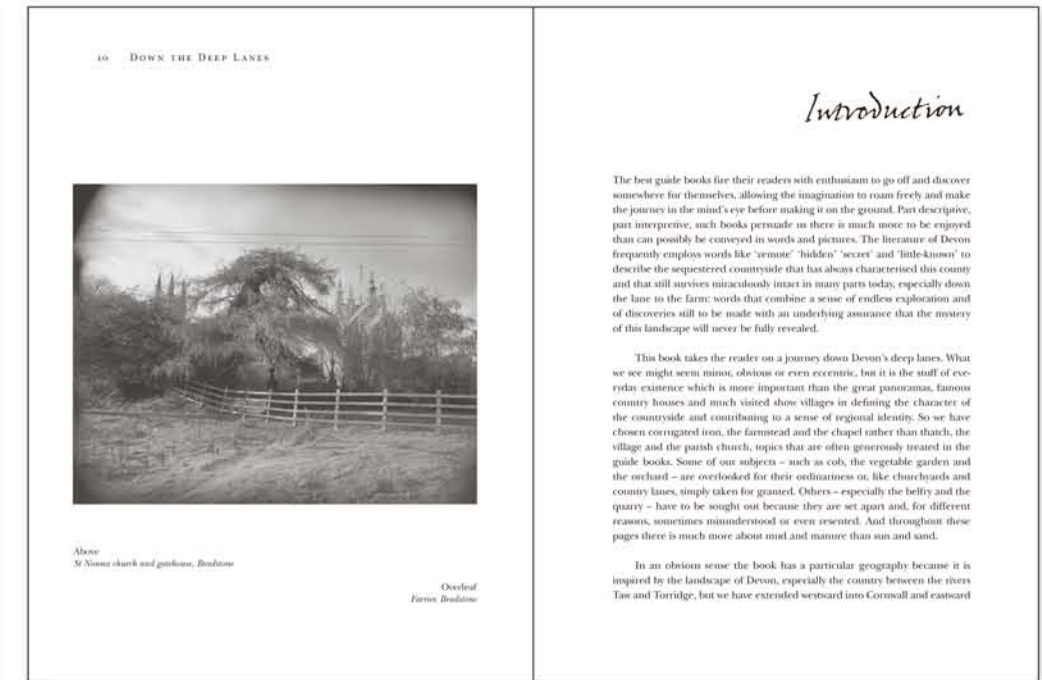 10 DOWN THE DEEP LANES
Above
St Nonna church and gatehouse, Bradstone
Overleaf
Farrier, Bradstone
Introduction
The best guide books fire their readers with enthusiasm to go off and discover
somewhere for themselves, allowing the imagination to roam freely and make
the journey in the mind's eye before making it on the ground. Part descriptive,
part interpretive, such books persuade us there is much more to be enjoyed
than can possibly be conveyed in words and pictures. The literature of Devon
frequently employs words like 'remote' 'hidden' 'secret' and 'little-known' to
describe the sequestered countryside that has always characterised this county
and that still survives miraculously intact in many parts today, especially down
the lane to the farm: words that combine a sense of endless exploration and
of discoveries still to be made with an underlying assurance that the mystery
of this landscape will never be fully revealed.
This book takes the reader on a journey down Devon's deep lanes. What
we see might seem minor, obvious or even eccentric, but it is the stuff of eve-
ryday existence which is more important than the great panoramas, famous
country houses and much visited show villages in defining the character of
the countryside and contributing to a sense of regional identity. So we have
chosen corrugated iron, the farmstead and the chapel rather than thatch, the
village and the parish church, topics that are often generously treated in the
guide books. Some of our subjects – such as cob, the vegetable garden and
the orchard – are overlooked for their ordinariness or, like churchyards and
country lanes, simply taken for granted. Others – especially the belfry and the
quarry – have to be sought out because they are set apart and, for different
reasons, sometimes misunderstood or even resented. And throughout these
pages there is much more about mud and manure than sun and sand.
In an obvious sense the book has a particular geography because it is
inspired by the landscape of Devon, especially the country between the rivers
Taw and Torridge, but we have extended westward into Cornwall and eastward